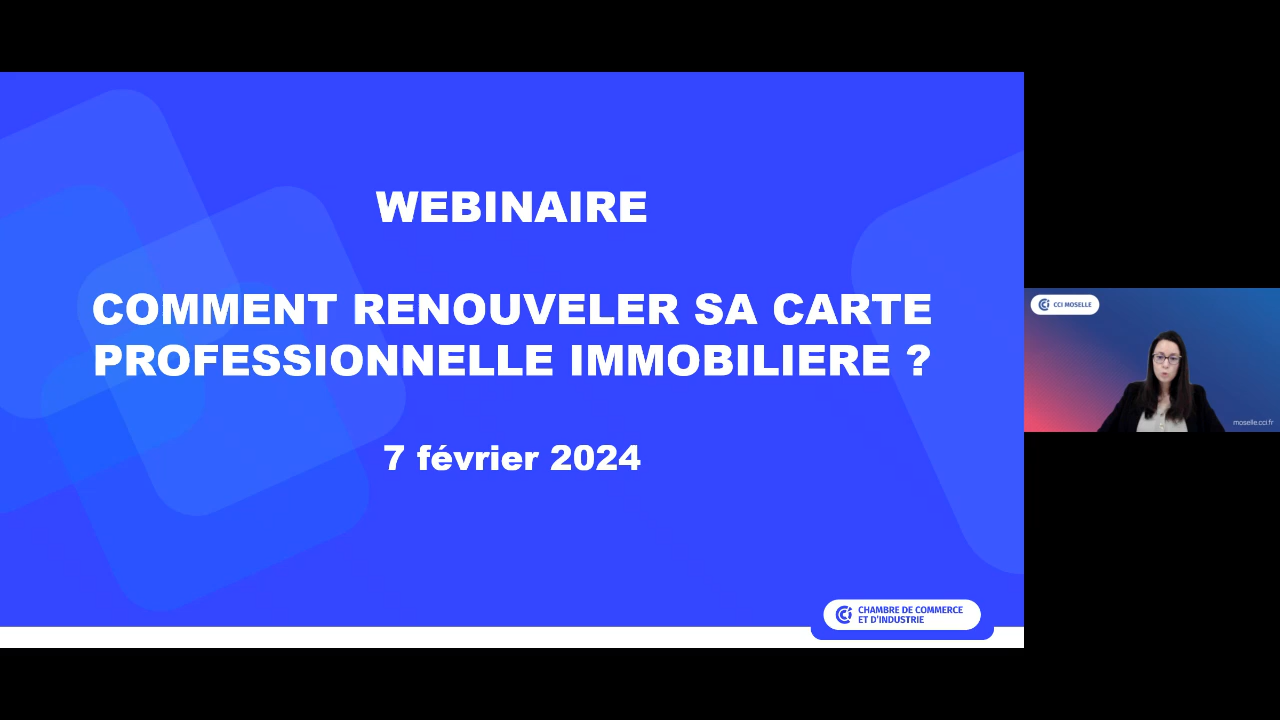 WEBINAIRE
COMMENT RENOUVELER SA CARTE
PROFESSIONNELLE IMMOBILIERE ?
7 février 2024
CHAMBRE DE COMMERCE
ET D'INDUSTRIE
CCI MOSELLE
moselle.cci.fr